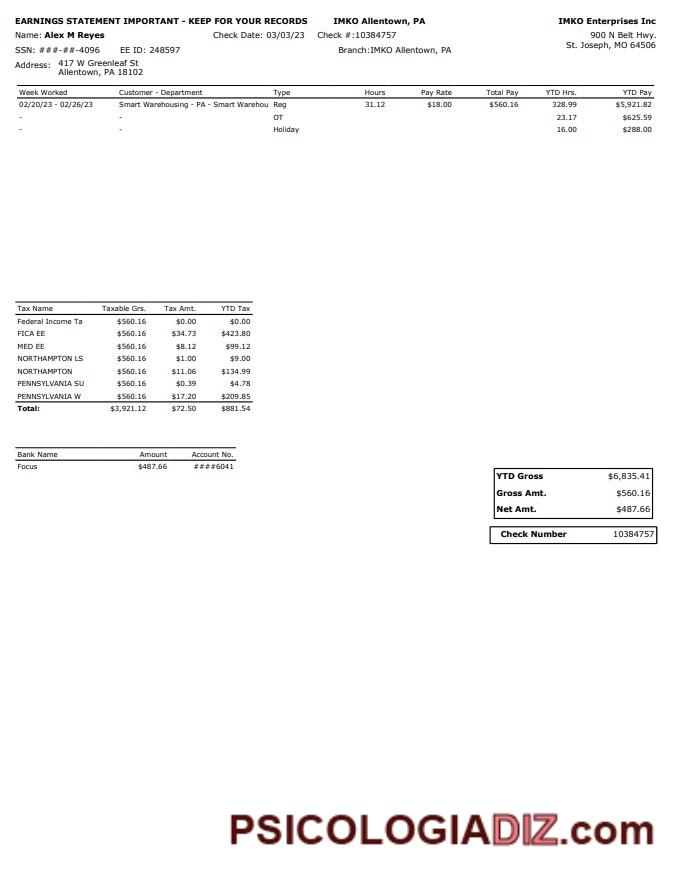 EARNINGS STATEMENT IMPORTANT - KEEP FOR YOUR RECORDS IMKO Allentown, PA IMKO Enterprises Inc
Name: Alex M Reyes Check Date: 03/03/23 Check #:10384757 900 N Belt Hwy.
SSN: ###-##-4096 EE ID: 248597 Branch:IMKO Allentown, PA St. Joseph, MO 64506
Address: 417 W Greenleaf St
Allentown, PA 18102
Week Worked Customer - Department Type Hours Pay Rate Total Pay YTD Hrs. YTD Pay
02/20/23 - 02/26/23 Smart Warehousing - PA - Smart Warehou Reg 31.12 $18.00 $560.16 328.99 $5,921.82
- - OT 23.17 $625.59
- - Holiday 16.00 $288.00
Tax Name Taxable Grs. Tax Amt. YTD Tax
Federal Income Ta $560.16 $0.00 $0.00
FICA EE $560.16 $34.73 $423.80
MED EE $560.16 $8.12 $99.12
NORTHAMPTON LS $560.16 $1.00 $9.00
NORTHAMPTON $560.16 $11.06 $134.99
PENNSYLVANIA SU $560.16 $0.39 $4.78
PENNSYLVANIA W $560.16 $17.20 $209.85
Total: $3,921.12 $72.50 $881.54
Bank Name Amount Account No.
Focus $487.66 ####6041
YTD Gross $6,835.41
Gross Amt. $560.16
Net Amt. $487.66
Check Number 10384757
PSICOLOGIADIZ.com